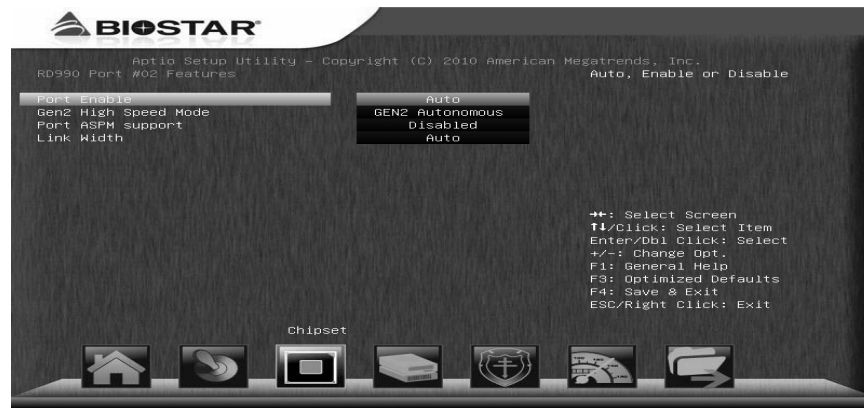 BIOSTAR
Aptio Setup Utility - Copyright (C) 2010 American Megatrends, Inc.
RD990 Port #02 Features
Auto, Enable or Disable
Port Enable Auto
Gen2 High Speed Mode GEN2 Autonomous
Port ASPM support Disabled
Link Width Auto
→←: Select Screen
↑↓/Click: Select Item
Enter/Dbl Click: Select
+/-: Change Opt.
F1: General Help
F3: Optimized Defaults
F4: Save & Exit
ESC/Right Click: Exit
Chipset